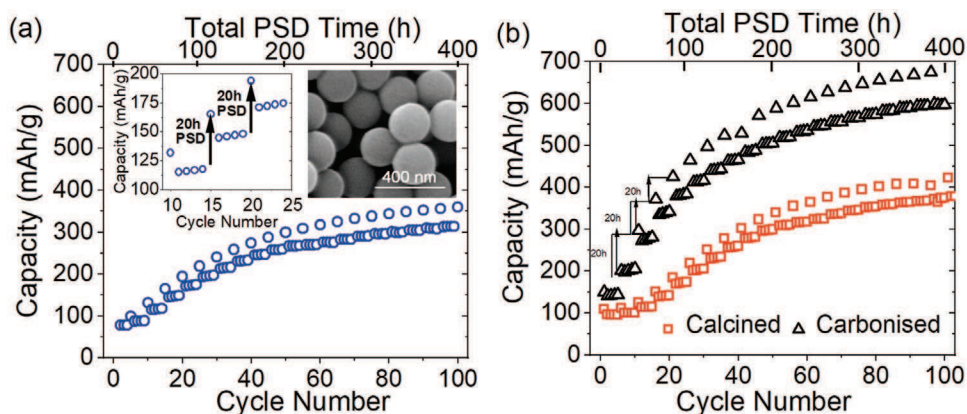 (a)
Total PSD Time (h)
0 100 200 300 400
700
600
500
400
300
200
100
0
Capacity (mAh/g)
0 20 40 60 80 100
Cycle Number
200
175
150
125
100
Capacity (mAh/g)
20h
PSD
20h
PSD
10 15 20 25
Cycle Number
400 nm
(b)
Total PSD Time (h)
0 100 200 300 400
700
600
500
400
300
200
100
0
Capacity (mAh/g)
20h
20h
20h
Calcined Carbonised
0 20 40 60 80 100
Cycle Number